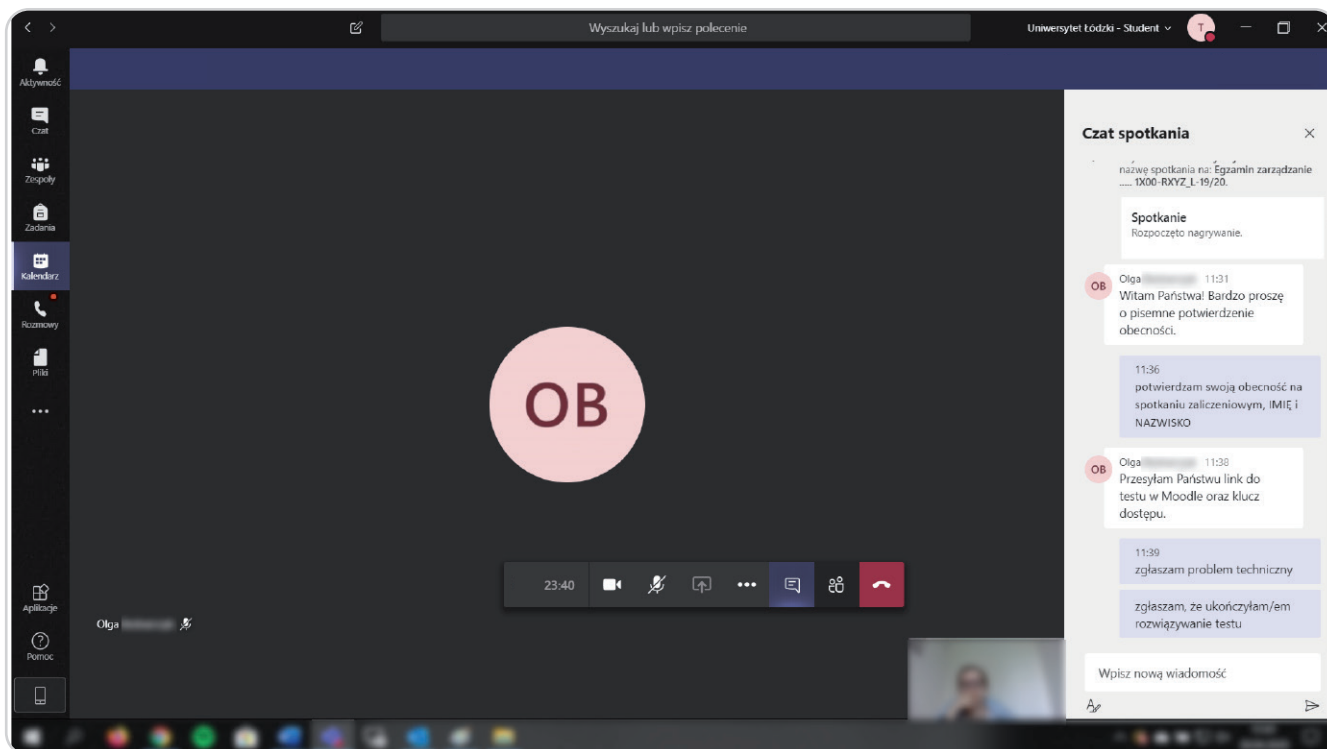 Wyszukaj lub wpisz polecenie
Uniwersytet Łódzki - Student
T
Aktywność
Czat
Zespoły
Zadania
Kalendarz
Rozmowy
Pliki
Aplikacje
Pomoc
OB
23:40
Olga
Czat spotkania
nazwę spotkania na: Egzamin zarządzanie
..... 1X00-RXYZ_L-19/20.
Spotkanie
Rozpoczęto nagrywanie.
OB
Olga 11:31
Witam Państwa! Bardzo proszę
o pisemne potwierdzenie
obecności.
11:36
potwierdzam swoją obecność na
spotkaniu zaliczeniowym, IMIĘ i
NAZWISKO
OB
Olga 11:38
Przesyłam Państwu link do
testu w Moodle oraz klucz
dostępu.
11:39
zgłaszam problem techniczny
zgłaszam, że ukończyłam/em
rozwiązywanie testu
Wpisz nową wiadomość